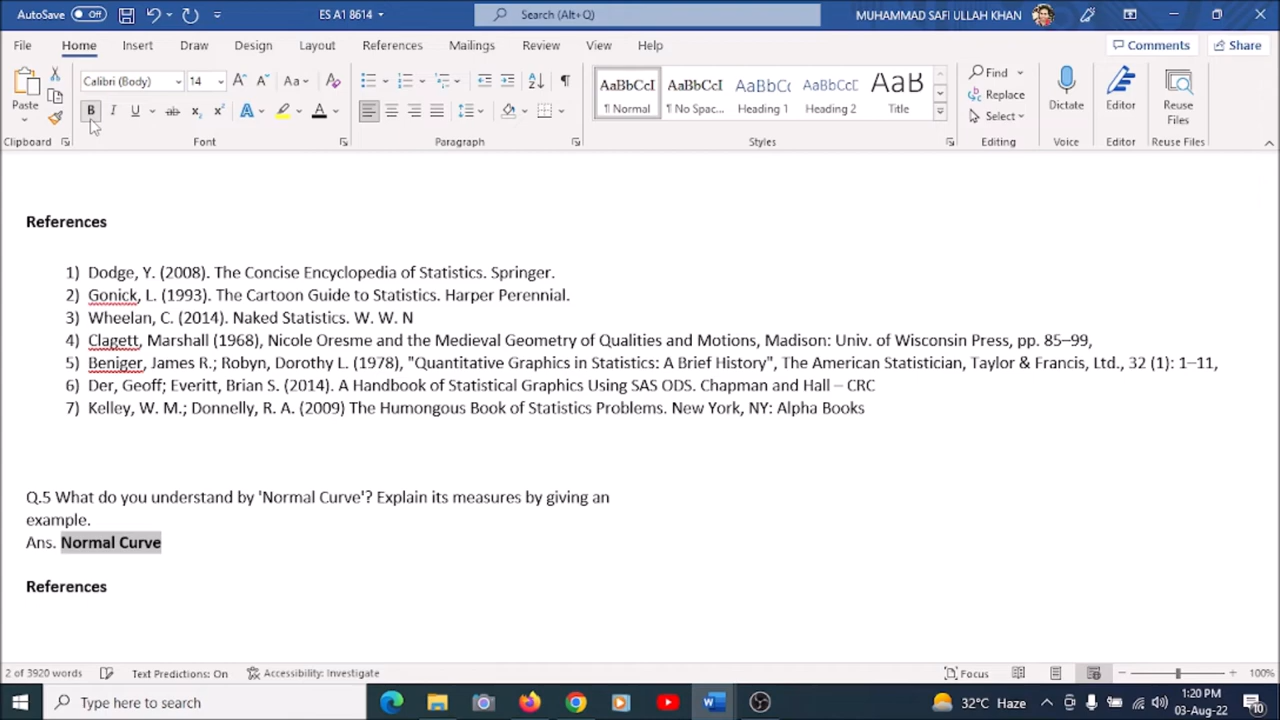 AutoSave Off ES A1 8614 Search (Alt+Q) MUHAMMAD SAFI ULLAH KHAN
File Home Insert Draw Design Layout References Mailings Review View Help Comments Share
Paste Calibri (Body) 14 Aa AaBbCcI AaBbCcI AaBbCc AaBbCcI AaBbC Find Replace Select Dictate Editor Reuse Files
B I U ab x₂ x² A A ¶ Normal ¶ No Spac... Heading 1 Heading 2 Title
Clipboard Font Paragraph Styles Editing Voice Editor Reuse Files
References
1) Dodge, Y. (2008). The Concise Encyclopedia of Statistics. Springer.
2) Gonick, L. (1993). The Cartoon Guide to Statistics. Harper Perennial.
3) Wheelan, C. (2014). Naked Statistics. W. W. N
4) Clagett, Marshall (1968), Nicole Oresme and the Medieval Geometry of Qualities and Motions, Madison: Univ. of Wisconsin Press, pp. 85–99,
5) Beniger, James R.; Robyn, Dorothy L. (1978), "Quantitative Graphics in Statistics: A Brief History", The American Statistician, Taylor & Francis, Ltd., 32 (1): 1–11,
6) Der, Geoff; Everitt, Brian S. (2014). A Handbook of Statistical Graphics Using SAS ODS. Chapman and Hall – CRC
7) Kelley, W. M.; Donnelly, R. A. (2009) The Humongous Book of Statistics Problems. New York, NY: Alpha Books
Q.5 What do you understand by 'Normal Curve'? Explain its measures by giving an
example.
Ans. Normal Curve
References
2 of 3920 words Text Predictions: On Accessibility: Investigate Focus 100%
Type here to search 32°C Haze 1:20 PM
03-Aug-22 10